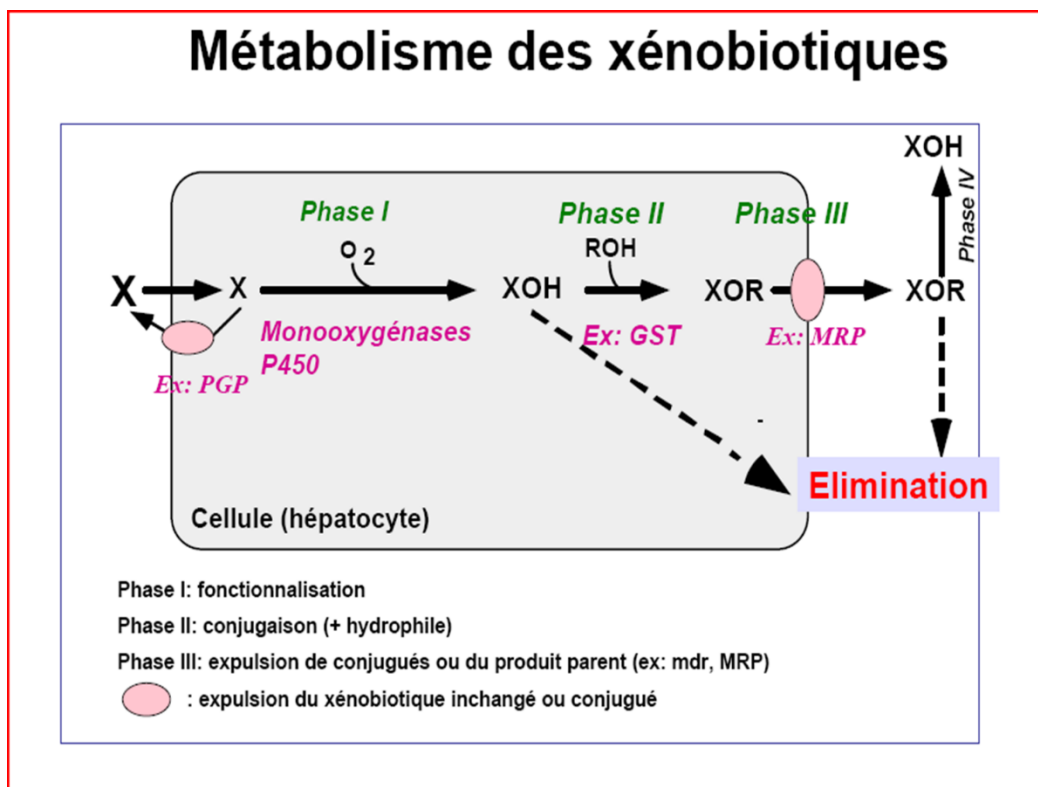 Métabolisme des xénobiotiques
XOH
Phase IV
Phase I
Phase II
Phase III
O 2
ROH
X
X
XOH
XOR
XOR
Monooxygénases
P450
Ex: GST
Ex: MRP
Ex: PGP
-
Elimination
Cellule (hépatocyte)
Phase I: fonctionnalisation
Phase II: conjugaison (+ hydrophile)
Phase III: expulsion de conjugués ou du produit parent (ex: mdr, MRP)
: expulsion du xénobiotique inchangé ou conjugué